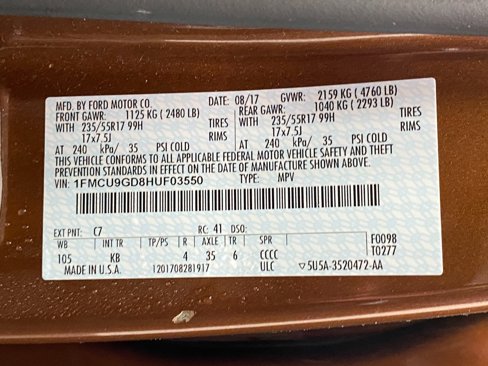 MFD. BY FORD MOTOR CO. DATE: 08/17 GVWR: 2159 KG ( 4760 LB)
FRONT GAWR: 1125 KG ( 2480 LB) REAR GAWR: 1040 KG ( 2293 LB)
WITH 235/55R17 99H TIRES WITH 235/55R17 99H TIRES
17x7.5J RIMS 17x7.5J RIMS
AT 240 kPa/ 35 PSI COLD AT 240 kPa/ 35 PSI COLD
THIS VEHICLE CONFORMS TO ALL APPLICABLE FEDERAL MOTOR VEHICLE SAFETY AND THEFT
PREVENTION STANDARDS IN EFFECT ON THE DATE OF MANUFACTURE SHOWN ABOVE.
VIN: 1FMCU9GD8HUF03550 TYPE: MPV
EXT PNT: C7 RC: 41 DSO:
WB INT TR TP/PS R AXLE TR SPR F0098
105 KB 4 35 6 CCCC T0277
MADE IN U.S.A. 1201708281917 ULC ▽5U5A-3520472-AA